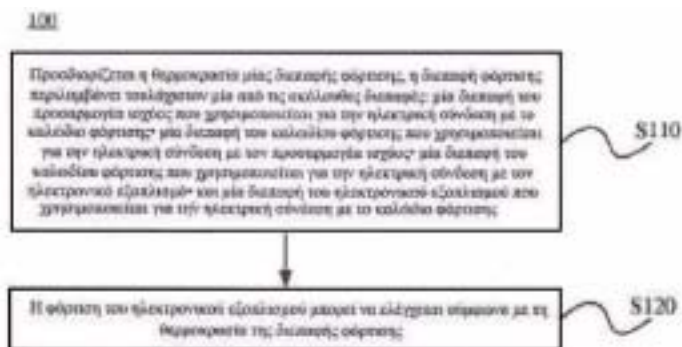 100
Προσδιορίζεται η θερμοκρασία μίας διεπαφής φόρτισης, η διεπαφή φόρτισης
περιλαμβάνει τουλάχιστον μία από τις ακόλουθες διεπαφές: μία διεπαφή του
προσαρμογέα ισχύος που χρησιμοποιείται για την ηλεκτρική σύνδεση με το
καλώδιο φόρτισης· μία διεπαφή του καλωδίου φόρτισης που χρησιμοποιείται
για την ηλεκτρική σύνδεση με τον προσαρμογέα ισχύος· μία διεπαφή του
καλωδίου φόρτισης που χρησιμοποιείται για την ηλεκτρική σύνδεση με τον
ηλεκτρονικό εξοπλισμό· και μία διεπαφή του ηλεκτρονικού εξοπλισμού που
χρησιμοποιείται για την ηλεκτρική σύνδεση με το καλώδιο φόρτισης
S110
Η φόρτιση του ηλεκτρονικού εξοπλισμού μπορεί να ελέγχεται σύμφωνα με τη
θερμοκρασία της διεπαφής φόρτισης
S120